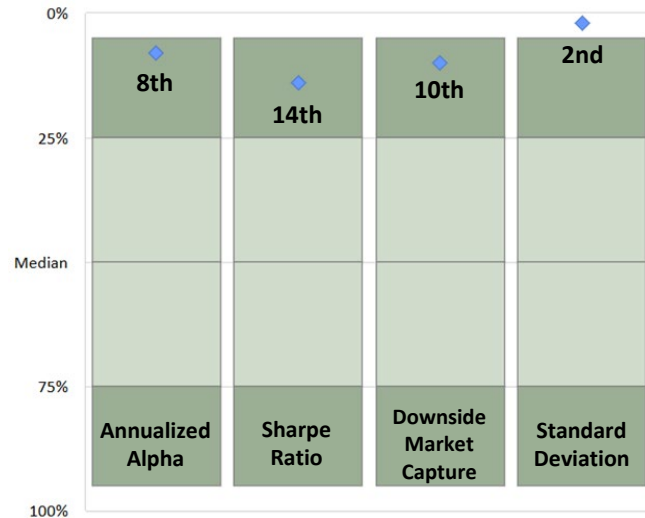 0%
8th
14th
10th
2nd
25%
Median
75%
Annualized
Alpha
Sharpe
Ratio
Downside
Market
Capture
Standard
Deviation
100%